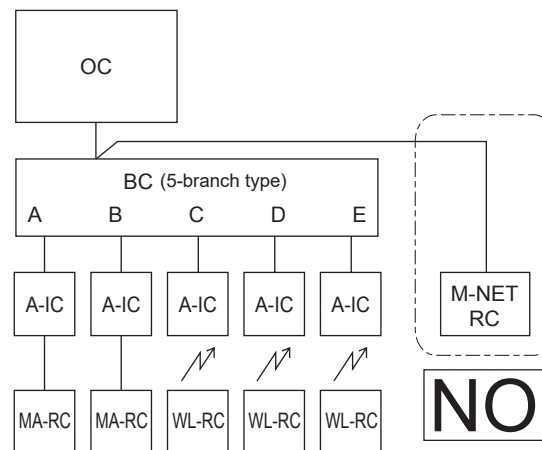 OC
BC (5-branch type)
A B C D E
A-IC A-IC A-IC A-IC A-IC
M-NET
RC
MA-RC MA-RC WL-RC WL-RC WL-RC
NO